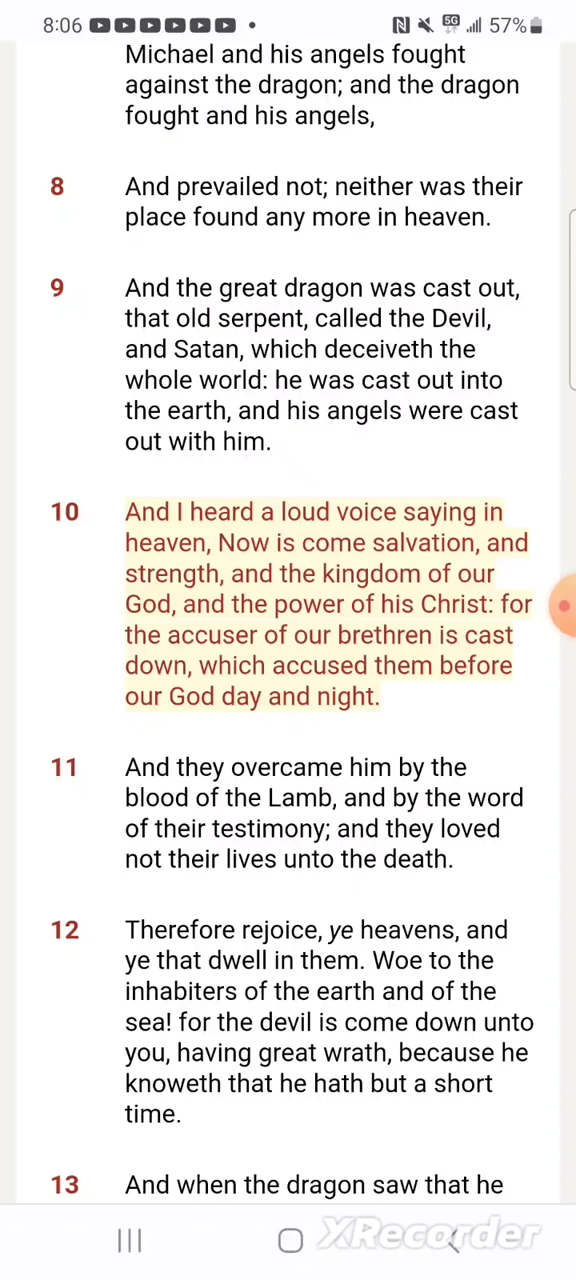 8:06
5G
57%
Michael and his angels fought
against the dragon; and the dragon
fought and his angels,
8 And prevailed not; neither was their
place found any more in heaven.
9 And the great dragon was cast out,
that old serpent, called the Devil,
and Satan, which deceiveth the
whole world: he was cast out into
the earth, and his angels were cast
out with him.
10 And I heard a loud voice saying in
heaven, Now is come salvation, and
strength, and the kingdom of our
God, and the power of his Christ: for
the accuser of our brethren is cast
down, which accused them before
our God day and night.
11 And they overcame him by the
blood of the Lamb, and by the word
of their testimony; and they loved
not their lives unto the death.
12 Therefore rejoice, ye heavens, and
ye that dwell in them. Woe to the
inhabiters of the earth and of the
sea! for the devil is come down unto
you, having great wrath, because he
knoweth that he hath but a short
time.
13 And when the dragon saw that he
XRecorder